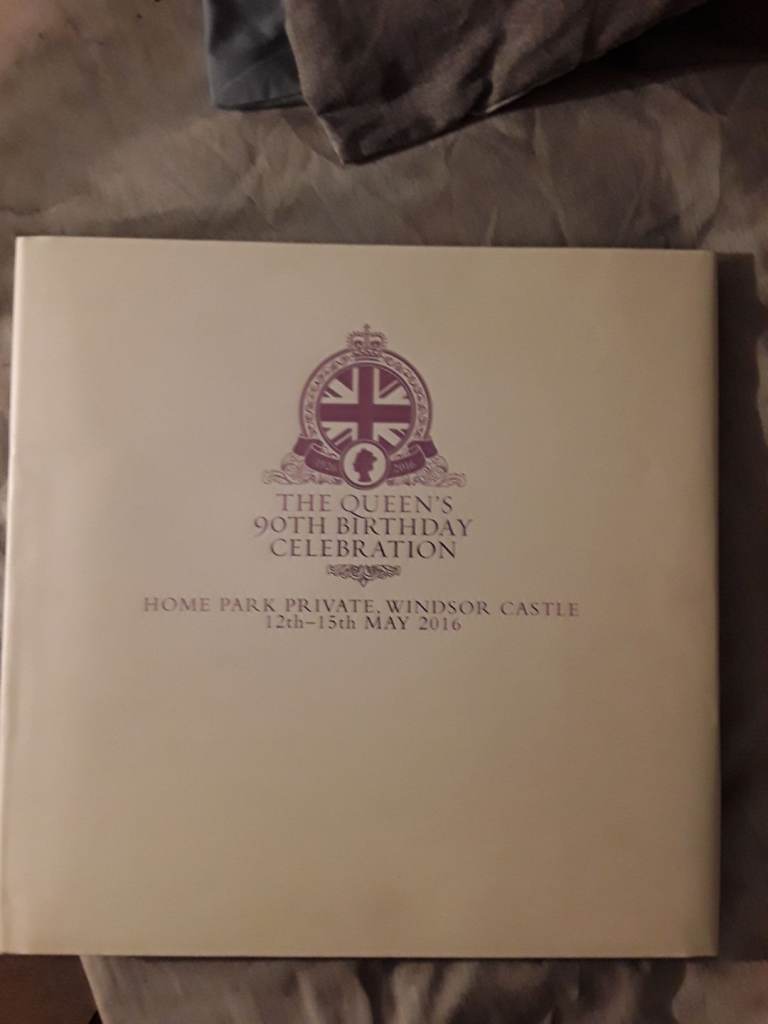 1926 2016
THE QUEEN'S
90TH BIRTHDAY
CELEBRATION
HOME PARK PRIVATE, WINDSOR CASTLE
12th–15th MAY 2016